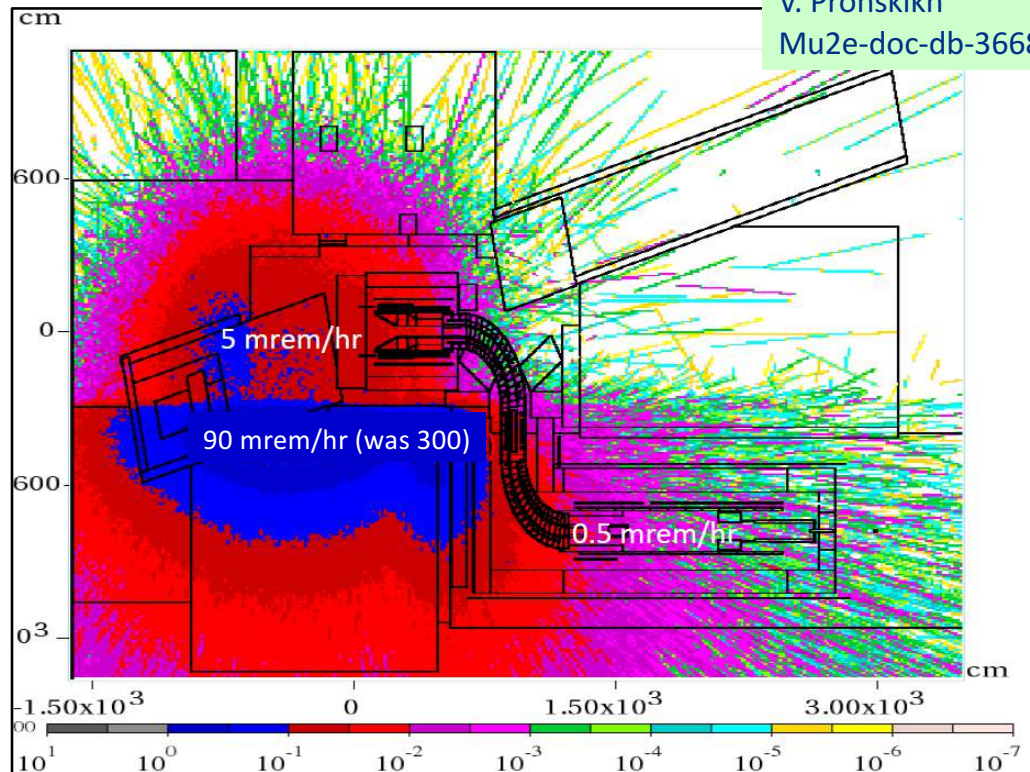 cm
V. Pronskikh
Mu2e-doc-db-3668
600
0
5 mrem/hr
90 mrem/hr (was 300)
600
0.5 mrem/hr
0³
cm
-1.50x10³ 0 1.50x10³ 3.00x10³
00
10¹ 10⁰ 10⁻¹ 10⁻² 10⁻³ 10⁻⁴ 10⁻⁵ 10⁻⁶ 10⁻⁷